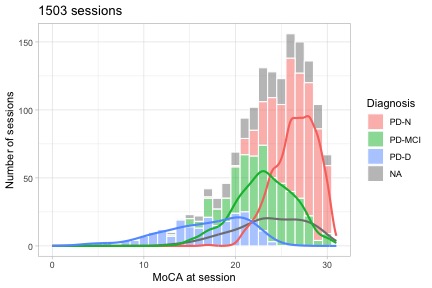 1503 sessions
150
100
50
0
Number of sessions
0 10 20 30
MoCA at session
Diagnosis
PD-N
PD-MCI
PD-D
NA